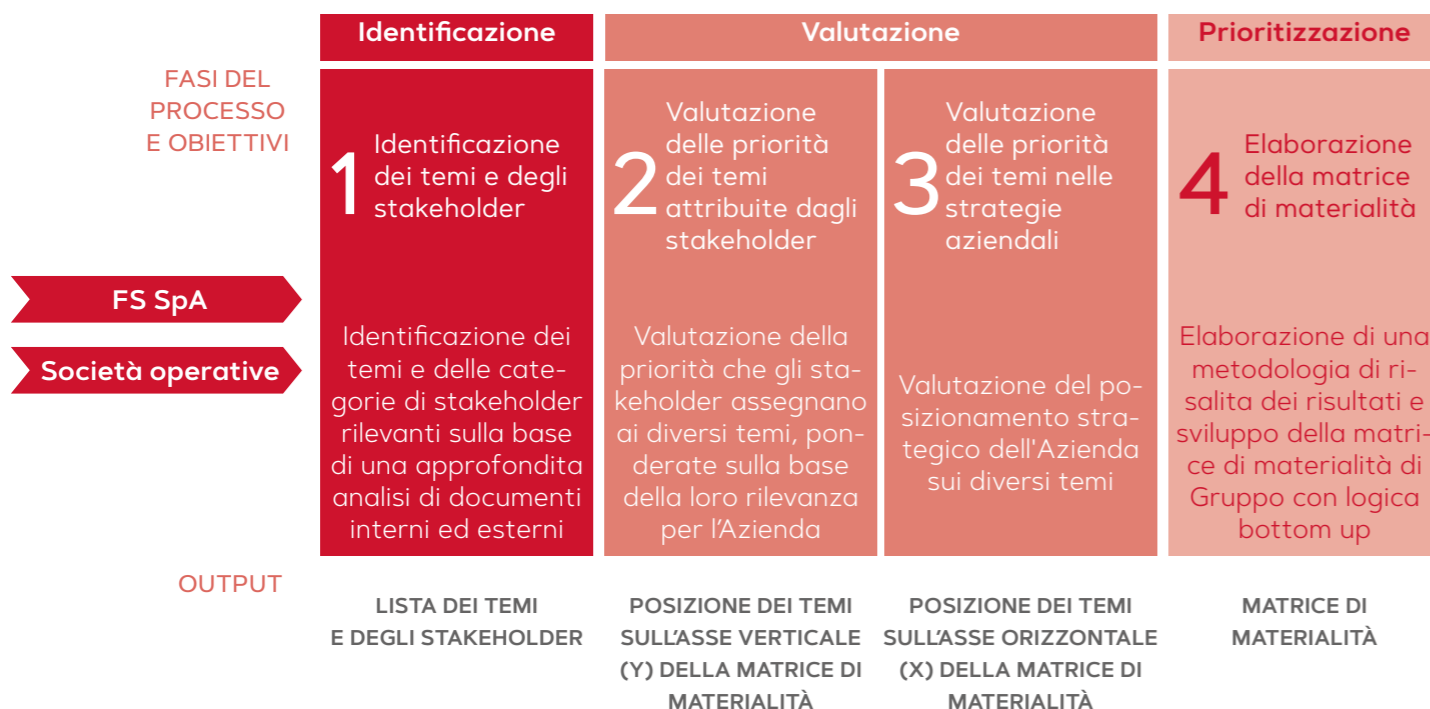 Identificazione
Valutazione
Prioritizzazione
FASI DEL
PROCESSO
E OBIETTIVI
1
Identificazione
dei temi e degli
stakeholder
2
Valutazione
delle priorità
dei temi
attribuite dagli
stakeholder
3
Valutazione
delle priorità
dei temi nelle
strategie
aziendali
4
Elaborazione
della matrice
di materialità
FS SpA
Società operative
Identificazione dei
temi e delle cate-
gorie di stakeholder
rilevanti sulla base
di una approfondita
analisi di documenti
interni ed esterni
Valutazione della
priorità che gli sta-
keholder assegnano
ai diversi temi, pon-
derate sulla base
della loro rilevanza
per l'Azienda
Valutazione del po-
sizionamento stra-
tegico dell'Azienda
sui diversi temi
Elaborazione di una
metodologia di ri-
salita dei risultati e
sviluppo della matri-
ce di materialità di
Gruppo con logica
bottom up
OUTPUT
LISTA DEI TEMI
E DEGLI STAKEHOLDER
POSIZIONE DEI TEMI
SULL'ASSE VERTICALE
(Y) DELLA MATRICE DI
MATERIALITÀ
POSIZIONE DEI TEMI
SULL'ASSE ORIZZONTALE
(X) DELLA MATRICE DI
MATERIALITÀ
MATRICE DI
MATERIALITÀ